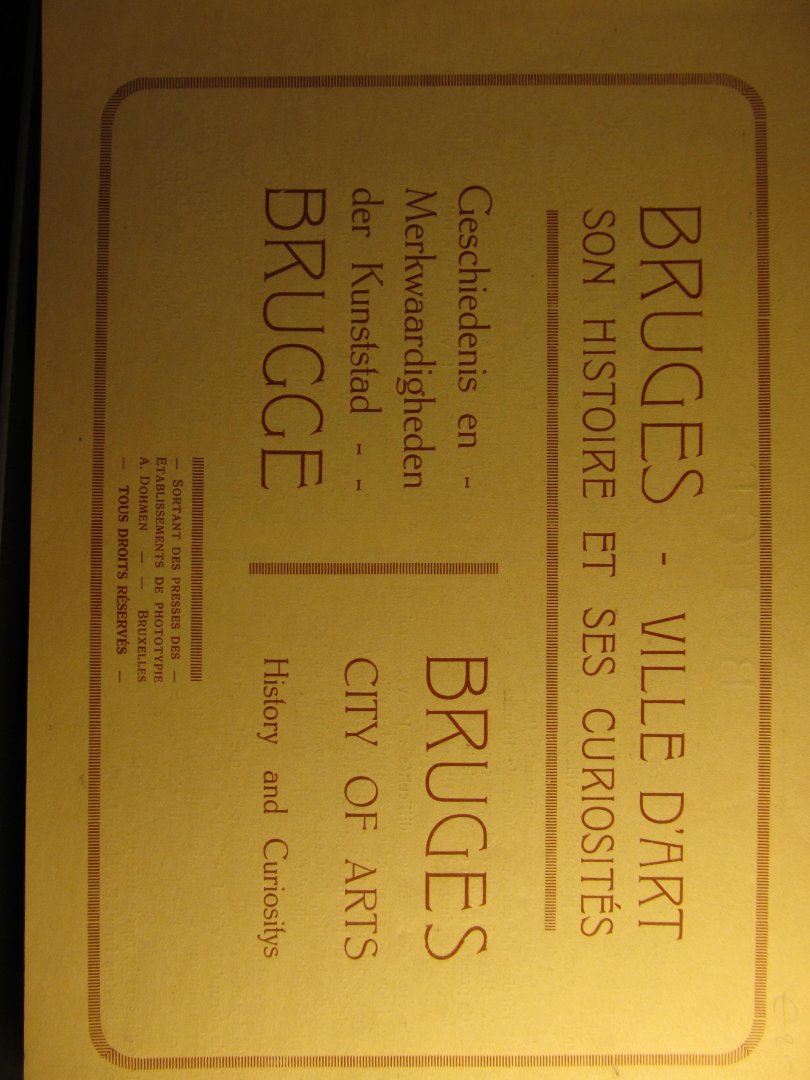 BRUGES - VILLE D'ART
SON HISTOIRE ET SES CURIOSITÉS
Geschiedenis en -
Merkwaardigheden
der Kunststad - -
BRUGGE
BRUGES
CITY OF ARTS
History and Curiositys
— SORTANT DES PRESSES DES —
ETABLISSEMENTS DE PHOTOTYPIE
A. DOHMEN — — BRUXELLES
— TOUS DROITS RÉSERVÉS —